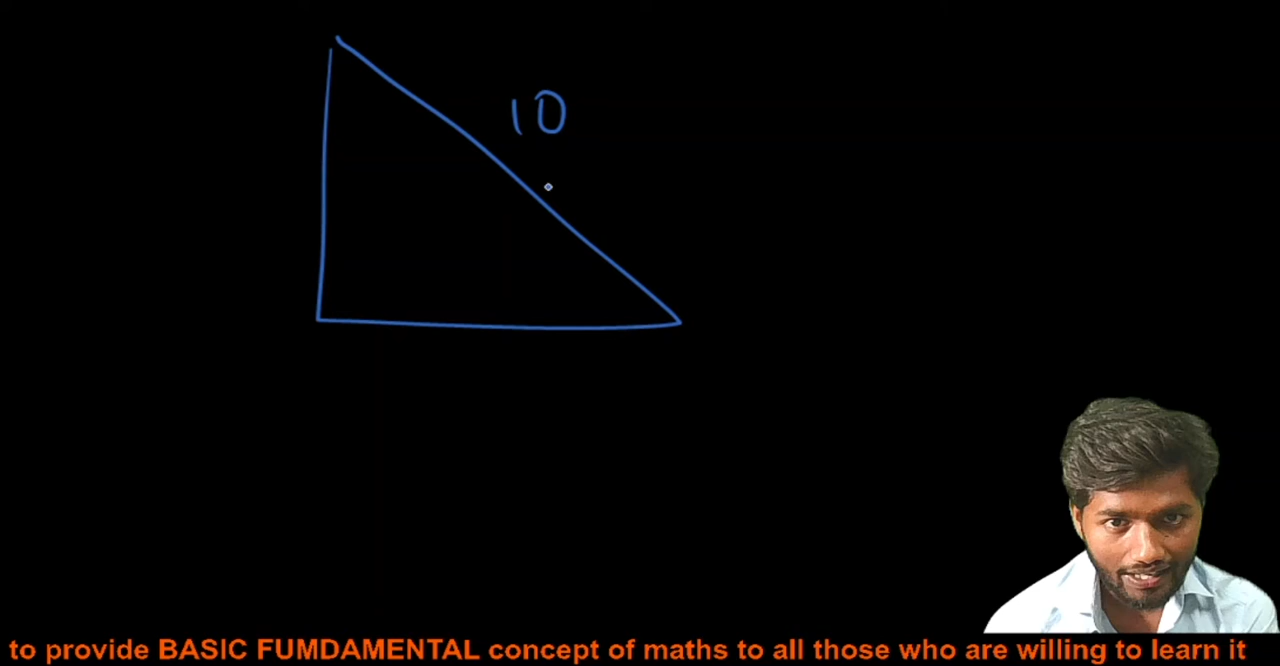 10
to provide BASIC FUMDAMENTAL concept of maths to all those who are willing to learn it